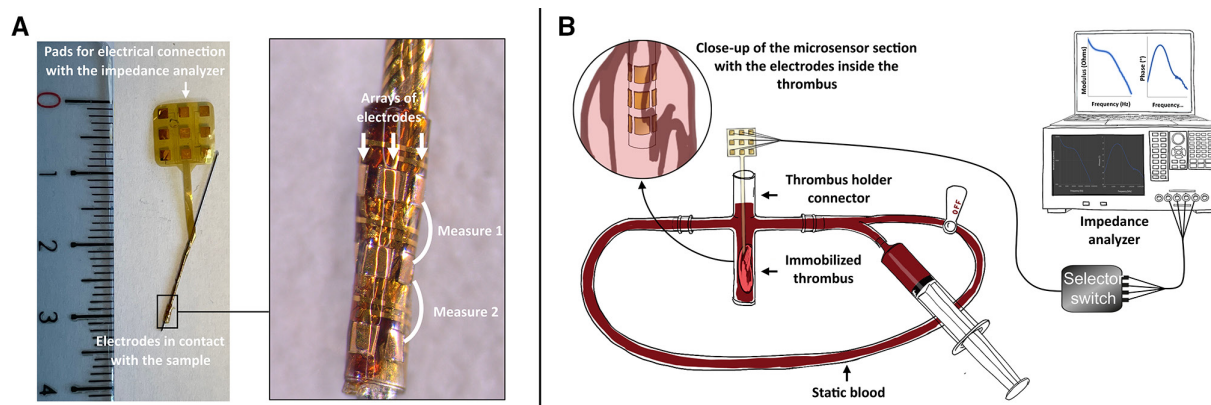 A
Pads for electrical connection
with the impedance analyzer
0
1
2
3
4
Electrodes in contact
with the sample
Arrays of
electrodes
Measure 1
Measure 2
B
Close-up of the microsensor section
with the electrodes inside the
thrombus
Thrombus holder
connector
Immobilized
thrombus
Static blood
OFF
Selector
switch
Impedance
analyzer
Modulus (Ohms)
Frequency (Hz)
Phase (°)
Frequency...